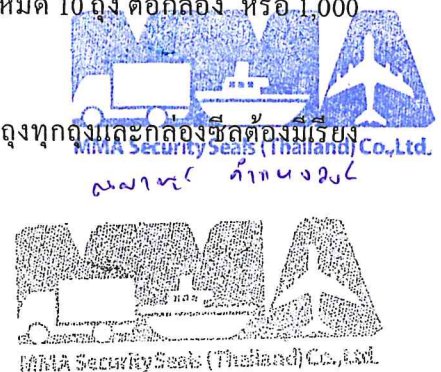 หมด 10 ถุง ต่อกล่อง หรือ 1,000
ถุงทุกถุงและกล่องซีลต้องมีเรียง
MMA Security Seals (Thailand) Co.,Ltd.
MMA Security Seals (Thailand) Co., Ltd.